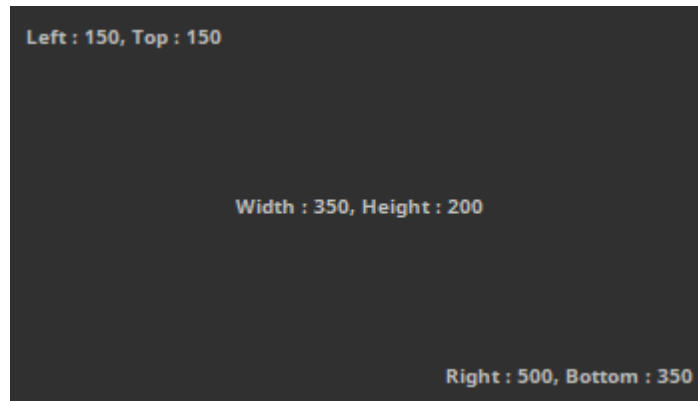 Left : 150, Top : 150
Width : 350, Height : 200
Right : 500, Bottom : 350